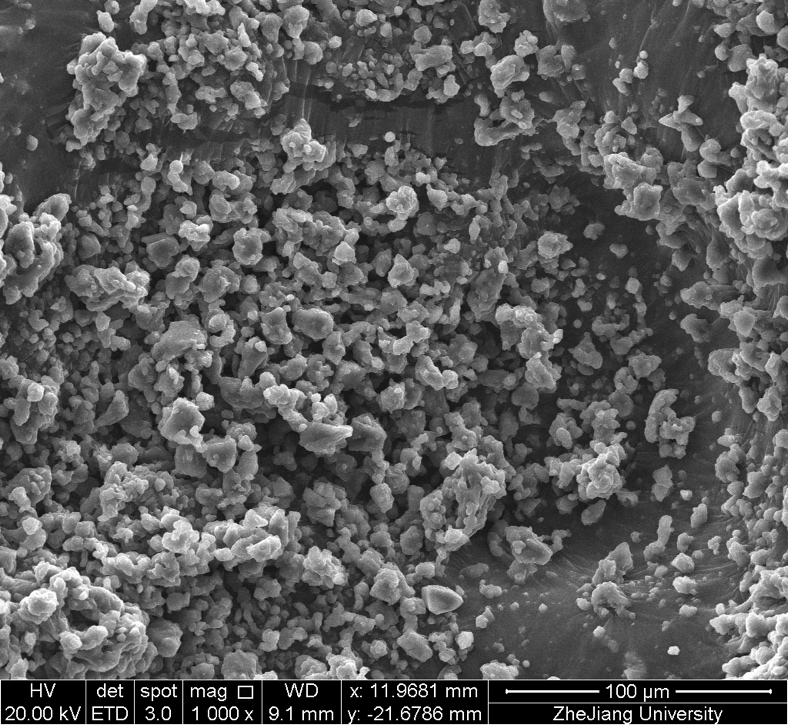 HV det spot mag □ WD x: 11.9681 mm 100 µm
20.00 kV ETD 3.0 1 000 x 9.1 mm y: -21.6786 mm ZheJiang University